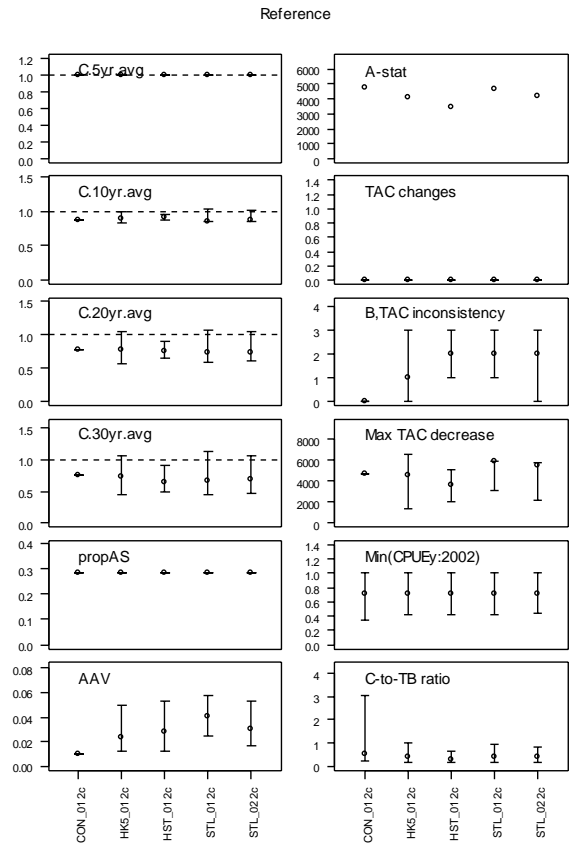 Reference
C.5yr.avg
1.2
1.0
0.8
0.6
0.4
0.2
0.0
A-stat
6000
5000
4000
3000
2000
1000
0
C.10yr.avg
1.5
1.0
0.5
0.0
TAC changes
1.4
1.2
1.0
0.8
0.6
0.4
0.2
0.0
C.20yr.avg
1.5
1.0
0.5
0.0
B,TAC inconsistency
4
3
2
1
0
C.30yr.avg
1.5
1.0
0.5
0.0
Max TAC decrease
8000
6000
4000
2000
0
propAS
0.4
0.3
0.2
0.1
0.0
Min(CPUEy:2002)
1.4
1.2
1.0
0.8
0.6
0.4
0.2
0.0
AAV
0.08
0.06
0.04
0.02
0.00
C-to-TB ratio
4
3
2
1
0
CON_012c
HK5_012c
HST_012c
STL_012c
STL_022c
CON_012c
HK5_012c
HST_012c
STL_012c
STL_022c